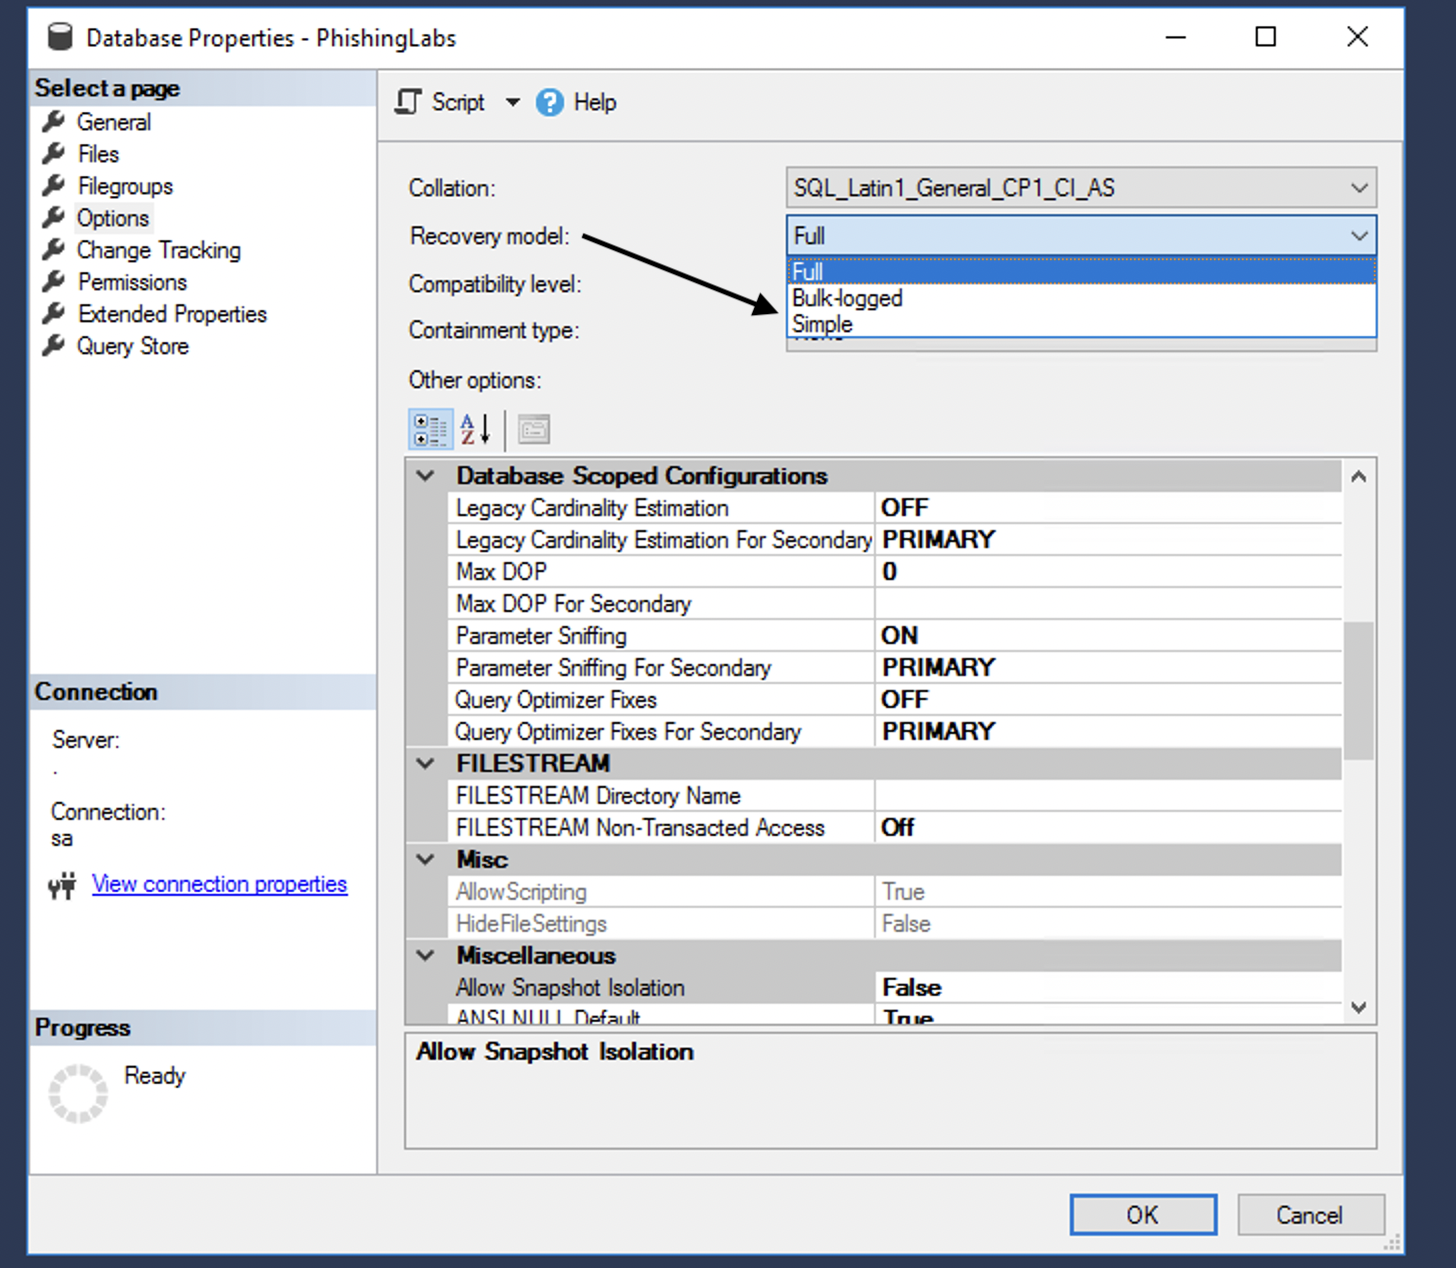 Database Properties - PhishingLabs
Select a page
General
Files
Filegroups
Options
Change Tracking
Permissions
Extended Properties
Query Store
Connection
Server:
.
Connection:
sa
View connection properties
Progress
Ready
Script
Help
Collation:
SQL_Latin1_General_CP1_CI_AS
Recovery model:
Full
Full
Bulk-logged
Simple
Compatibility level:
Containment type:
Other options:
Database Scoped Configurations
Legacy Cardinality Estimation OFF
Legacy Cardinality Estimation For Secondary PRIMARY
Max DOP 0
Max DOP For Secondary
Parameter Sniffing ON
Parameter Sniffing For Secondary PRIMARY
Query Optimizer Fixes OFF
Query Optimizer Fixes For Secondary PRIMARY
FILESTREAM
FILESTREAM Directory Name
FILESTREAM Non-Transacted Access Off
Misc
AllowScripting True
HideFileSettings False
Miscellaneous
Allow Snapshot Isolation False
ANSI NULL Default True
Allow Snapshot Isolation
OK
Cancel